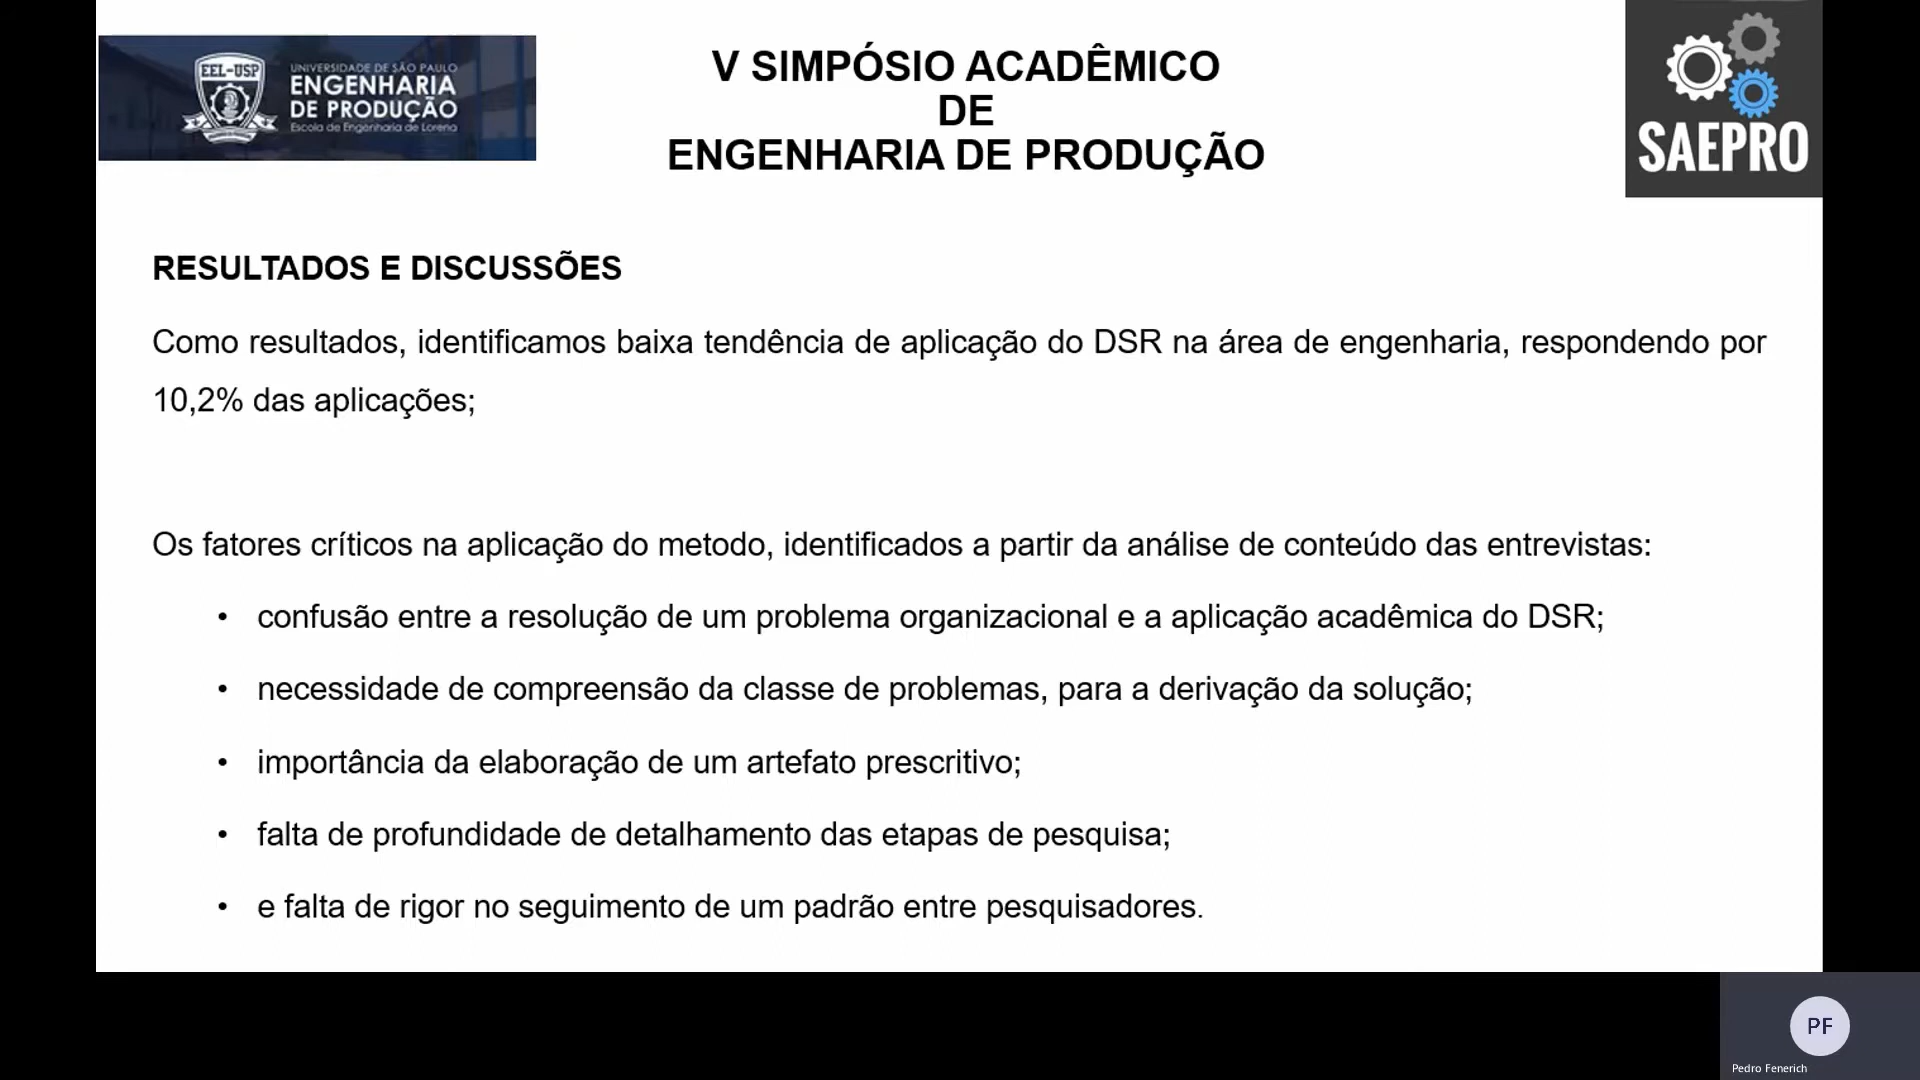 EEL-USP
UNIVERSIDADE DE SÃO PAULO
ENGENHARIA
DE PRODUÇÃO
Escola de Engenharia de Lorena
V SIMPÓSIO ACADÊMICO
DE
ENGENHARIA DE PRODUÇÃO
SAEPRO
RESULTADOS E DISCUSSÕES
Como resultados, identificamos baixa tendência de aplicação do DSR na área de engenharia, respondendo por
10,2% das aplicações;
Os fatores críticos na aplicação do metodo, identificados a partir da análise de conteúdo das entrevistas:
• confusão entre a resolução de um problema organizacional e a aplicação acadêmica do DSR;
• necessidade de compreensão da classe de problemas, para a derivação da solução;
• importância da elaboração de um artefato prescritivo;
• falta de profundidade de detalhamento das etapas de pesquisa;
• e falta de rigor no seguimento de um padrão entre pesquisadores.
PF
Pedro Fenerich